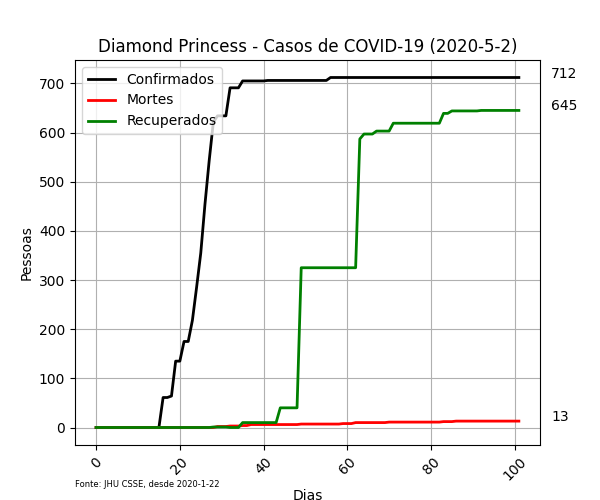 Diamond Princess - Casos de COVID-19 (2020-5-2)
Confirmados
Mortes
Recuperados
712
645
13
Pessoas
700
600
500
400
300
200
100
0
0
20
40
60
80
100
Fonte: JHU CSSE, desde 2020-1-22
Dias